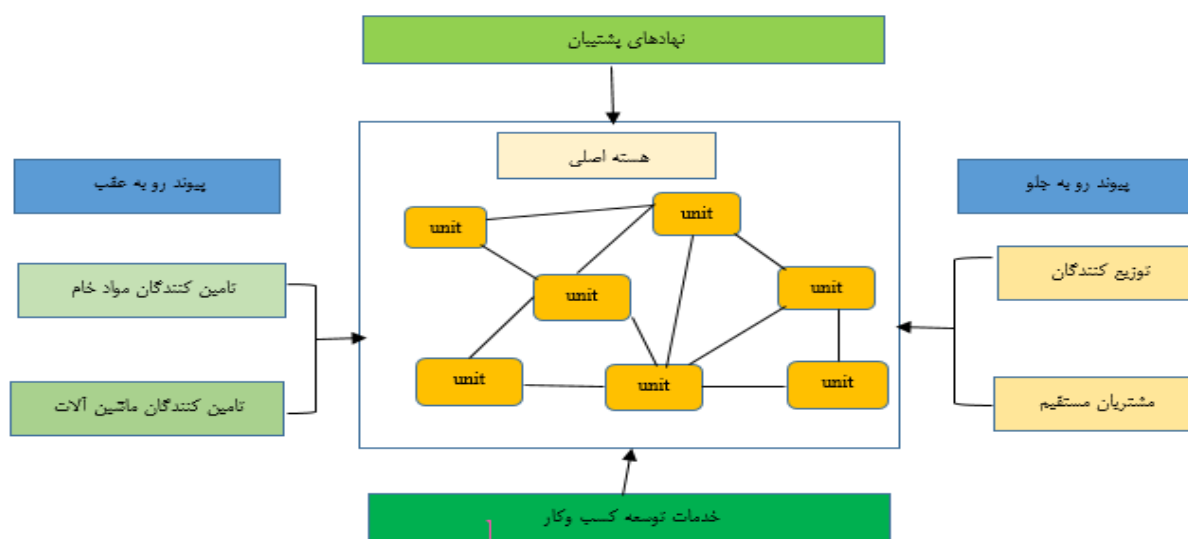 نهادهای پشتیبان
هسته اصلی
پیوند رو به عقب
پیوند رو به جلو
unit
unit
تامین کنندگان مواد خام
توزیع کنندگان
unit
unit
unit
unit
unit
تامین کنندگان ماشین آلات
مشتریان مستقیم
خدمات توسعه کسب وکار